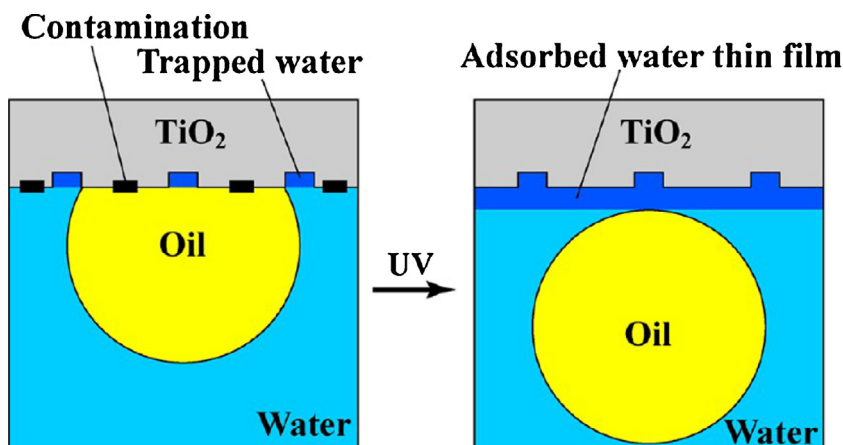 Contamination
Trapped water
TiO₂
Oil
Water
UV
Adsorbed water thin film
TiO₂
Oil
Water